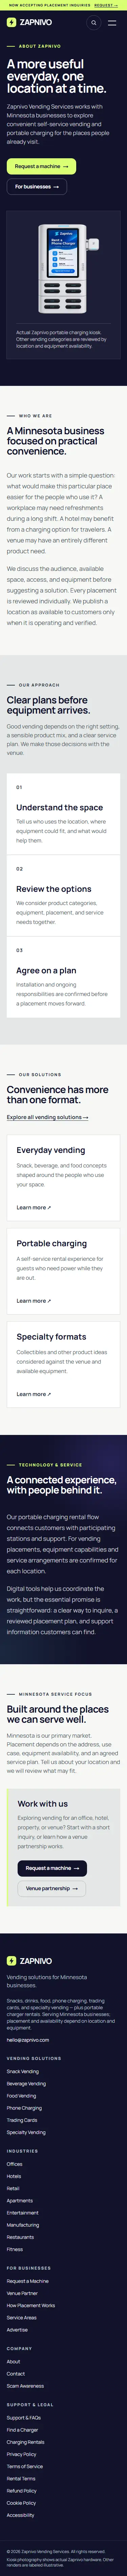 NOW ACCEPTING PLACEMENT INQUIRIES REQUEST →
ZAPNIVO
ABOUT ZAPNIVO
A more useful
everyday, one
location at a time.
Zapnivo Vending Services works with
Minnesota businesses to explore
vending, portable phone charging, and
specialty placements for the places
people already visit.
Request a machine →
For businesses →
Rent a
Phone Charger
Actual Zapnivo portable charging kiosk.
Other vending categories are reviewed by
location and equipment availability.
WHO WE ARE
A Minnesota business
focused on practical
convenience.
Our work starts with a simple question:
what would make this particular place
easier for the people who use it? A
workplace may need refreshments
during a long shift. A hotel may benefit
from a charging option for travelers. A
venue may have an entirely different
product need.
We discuss the audience, available
space, access, and equipment before
suggesting a solution. Every placement
is reviewed individually. We publish a
location as available to customers only
when it is operating and verified.
OUR APPROACH
Clear plans before
equipment arrives.
Good vending depends on the right setting,
a sensible product mix, and a clear service
plan. We make those decisions with the
venue.
01
Understand the space
Tell us who uses the location, where
equipment could fit, and what would
help them.
02
Review the options
We consider product categories,
equipment, placement, and service
needs together.
03
Agree on a plan
Installation and ongoing
responsibilities are confirmed before
a placement moves forward.
OUR SOLUTIONS
Convenience has more
than one format.
Explore all vending solutions →
Everyday vending
Snack, beverage, and food concepts
shaped around the people who use
your space.
Learn more ↗
Portable charging
A self-service rental experience for
guests who need power while they
are out.
Learn more ↗
Specialty formats
Collectibles and other product ideas
considered against the venue and
available equipment.
Learn more ↗
TECHNOLOGY & SERVICE
A connected experience,
with people behind it.
Our portable charging rental flow
connects customers with participating
stations and support. For vending
placements, equipment capabilities and
service arrangements are confirmed for
each location.
Digital tools help us coordinate the
work, but the essential promise is
straightforward: a clear way to inquire, a
reviewed placement plan, and support
from customers can find.
MINNESOTA SERVICE FOCUS
Built around the places
we can serve well.
Minnesota is our primary market.
Placement depends on the address, use
case, equipment availability, and an agreed
service plan. Tell us about your location and
we will review what may fit.
Work with us
Exploring vending for an office, hotel,
property, or venue? Start with a short
inquiry, or learn how a venue
partnership works.
Request a machine →
Venue partnership →
ZAPNIVO
Vending solutions for Minnesota
businesses.
Snacks, drinks, food, phone charging, trading
cards, and specialty vending — plus portable
charger rentals. Serving Minnesota businesses;
placement and availability depend on location and
equipment.
hello@zapnivo.com
VENDING SOLUTIONS
Snack Vending
Beverage Vending
Food Vending
Phone Charging
Trading Cards
Specialty Vending
INDUSTRIES
Offices
Hotels
Retail
Apartments
Entertainment
Manufacturing
Restaurants
Fitness
FOR BUSINESSES
Request a Machine
Venue Partner
How Placement Works
Service Areas
Advertise
COMPANY
About
Contact
Scam Awareness
SUPPORT & LEGAL
Support & FAQs
Find a Charger
Charging Rentals
Privacy Policy
Terms of Service
Rental Terms
Refund Policy
Cookie Policy
Accessibility
© 2026 Zapnivo Vending Services. All rights reserved.
Kiosk photography shows actual Zapnivo hardware. Other
renders are labeled illustrative.